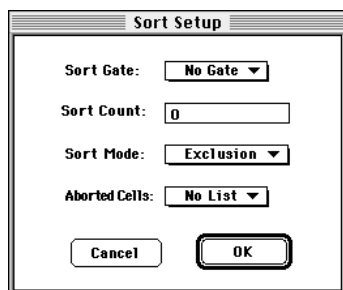 Sort Setup
Sort Gate: No Gate
Sort Count: 0
Sort Mode: Exclusion
Aborted Cells: No List
Cancel OK